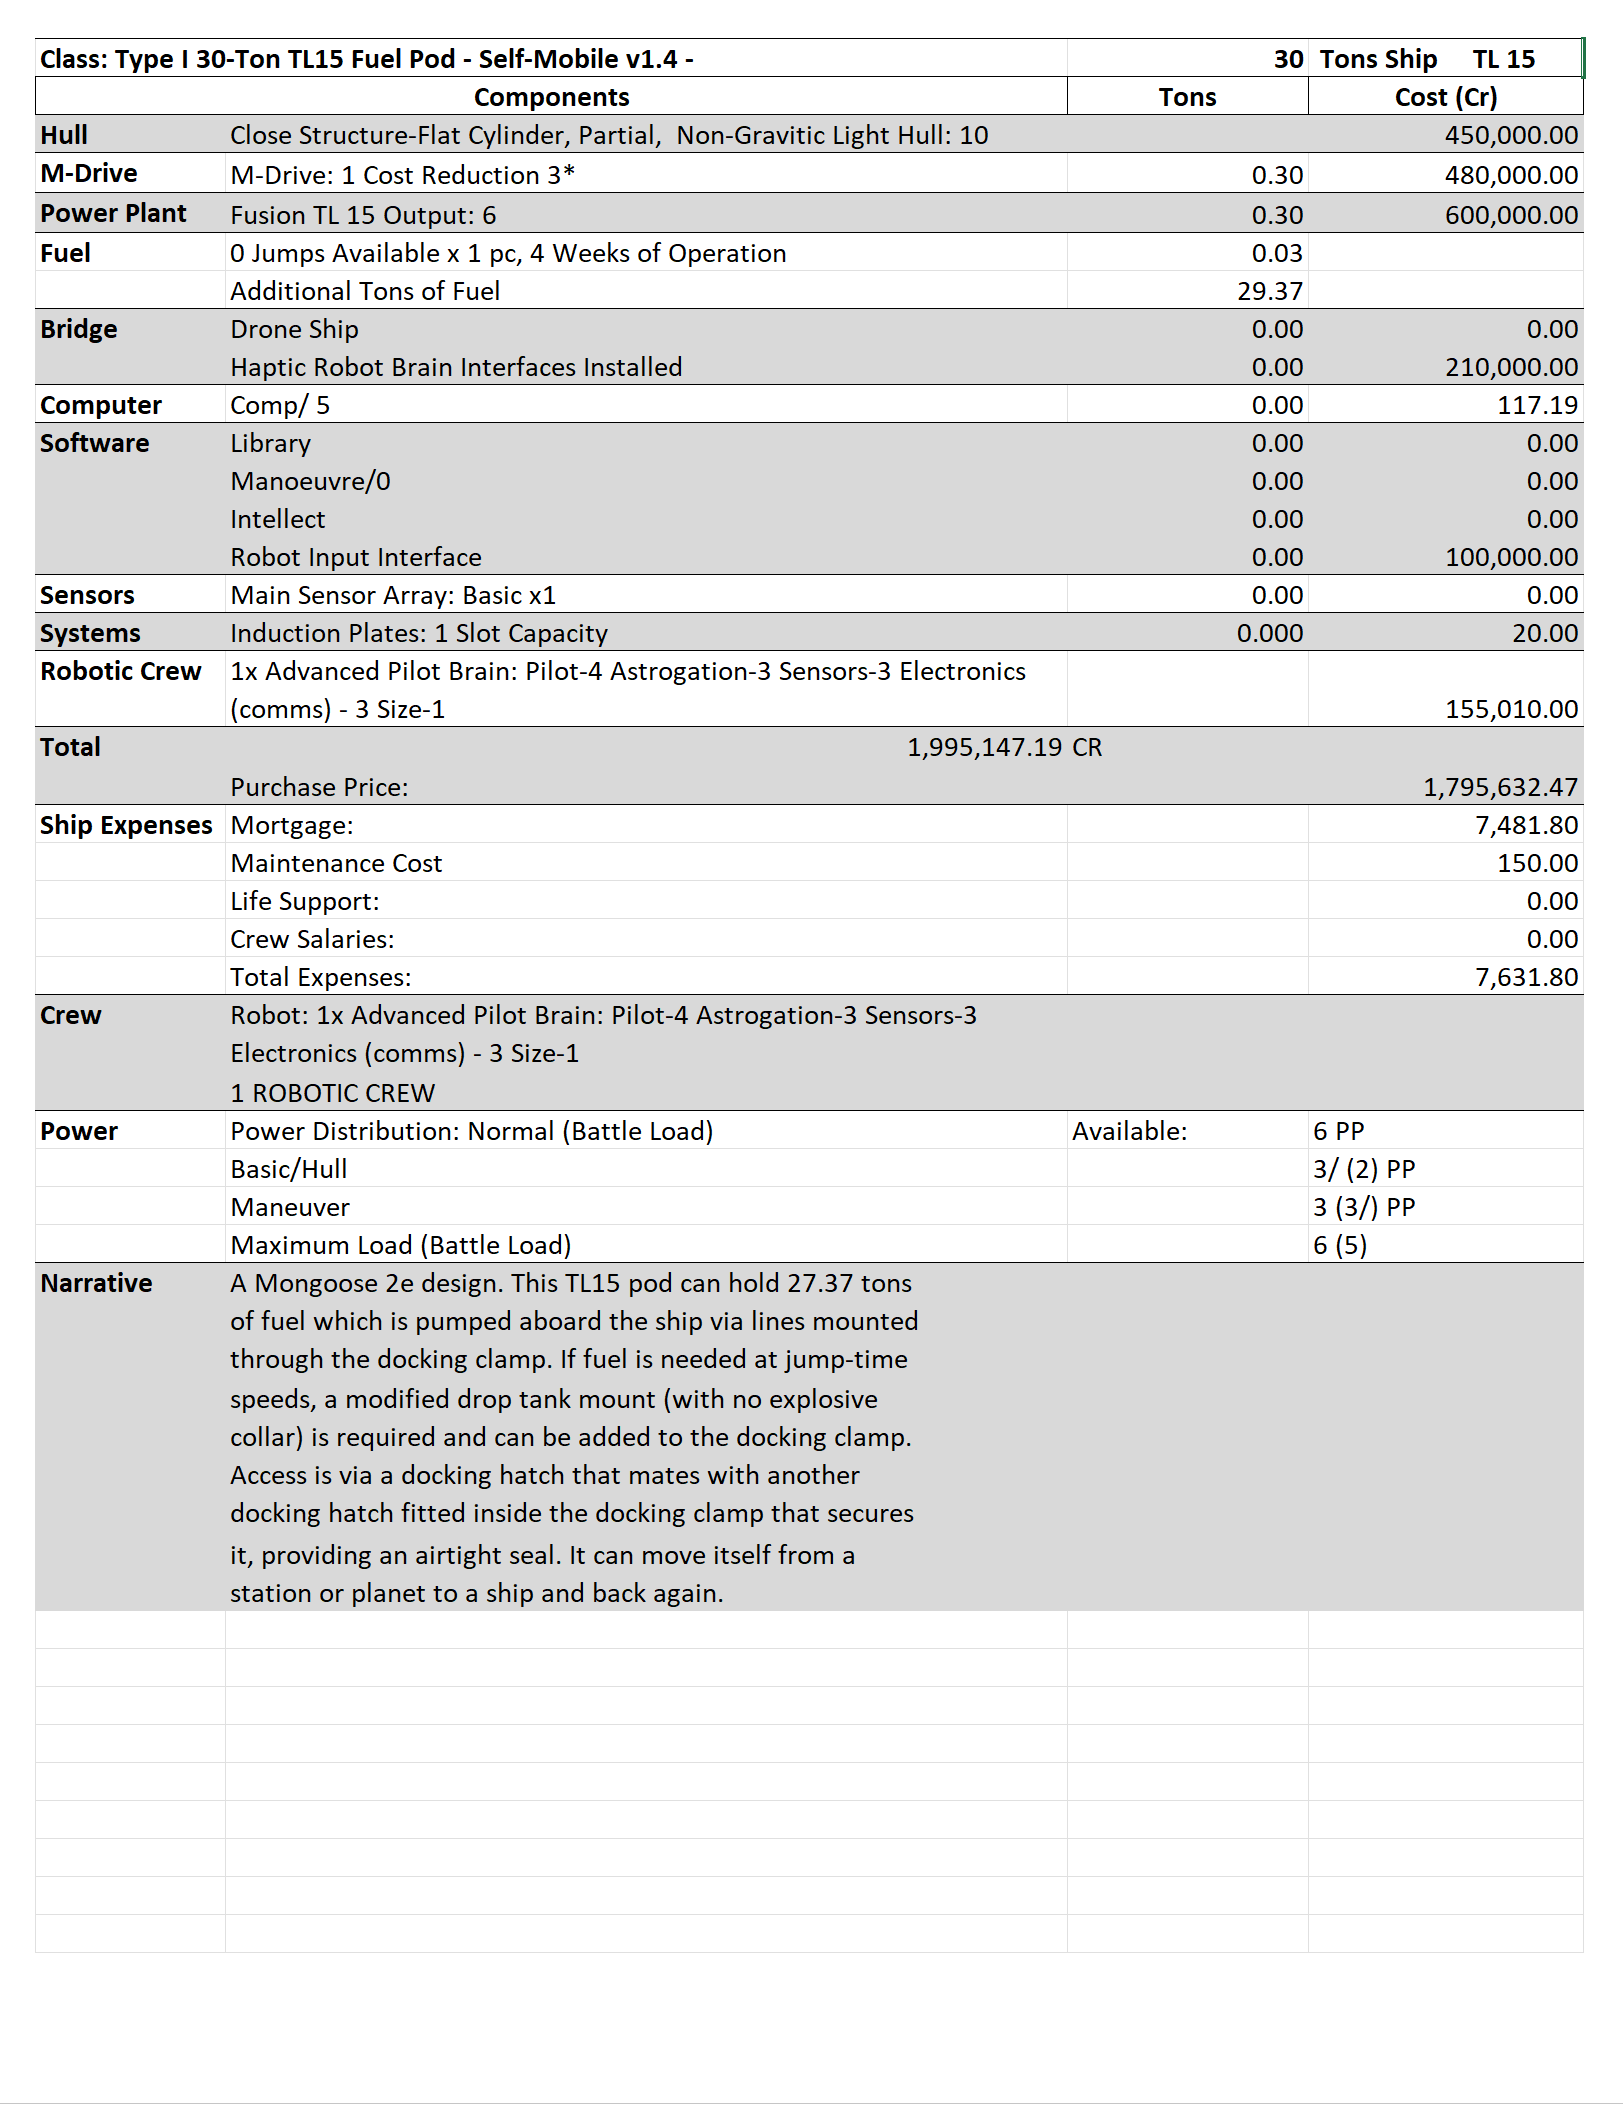 Class: Type I 30-Ton TL15 Fuel Pod - Self-Mobile v1.4 - 30 Tons Ship TL 15
Components Tons Cost (Cr)
Hull Close Structure-Flat Cylinder, Partial, Non-Gravitic Light Hull: 10 450,000.00
M-Drive M-Drive: 1 Cost Reduction 3* 0.30 480,000.00
Power Plant Fusion TL 15 Output: 6 0.30 600,000.00
Fuel 0 Jumps Available x 1 pc, 4 Weeks of Operation 0.03
Additional Tons of Fuel 29.37
Bridge Drone Ship 0.00 0.00
Haptic Robot Brain Interfaces Installed 0.00 210,000.00
Computer Comp/ 5 0.00 117.19
Software Library 0.00 0.00
Manoeuvre/0 0.00 0.00
Intellect 0.00 0.00
Robot Input Interface 0.00 100,000.00
Sensors Main Sensor Array: Basic x1 0.00 0.00
Systems Induction Plates: 1 Slot Capacity 0.000 20.00
Robotic Crew 1x Advanced Pilot Brain: Pilot-4 Astrogation-3 Sensors-3 Electronics
(comms) - 3 Size-1 155,010.00
Total 1,995,147.19 CR
Purchase Price: 1,795,632.47
Ship Expenses Mortgage: 7,481.80
Maintenance Cost 150.00
Life Support: 0.00
Crew Salaries: 0.00
Total Expenses: 7,631.80
Crew Robot: 1x Advanced Pilot Brain: Pilot-4 Astrogation-3 Sensors-3
Electronics (comms) - 3 Size-1
1 ROBOTIC CREW
Power Power Distribution: Normal (Battle Load) Available: 6 PP
Basic/Hull 3/ (2) PP
Maneuver 3 (3/) PP
Maximum Load (Battle Load) 6 (5)
Narrative A Mongoose 2e design. This TL15 pod can hold 27.37 tons
of fuel which is pumped aboard the ship via lines mounted
through the docking clamp. If fuel is needed at jump-time
speeds, a modified drop tank mount (with no explosive
collar) is required and can be added to the docking clamp.
Access is via a docking hatch that mates with another
docking hatch fitted inside the docking clamp that secures
it, providing an airtight seal. It can move itself from a
station or planet to a ship and back again.